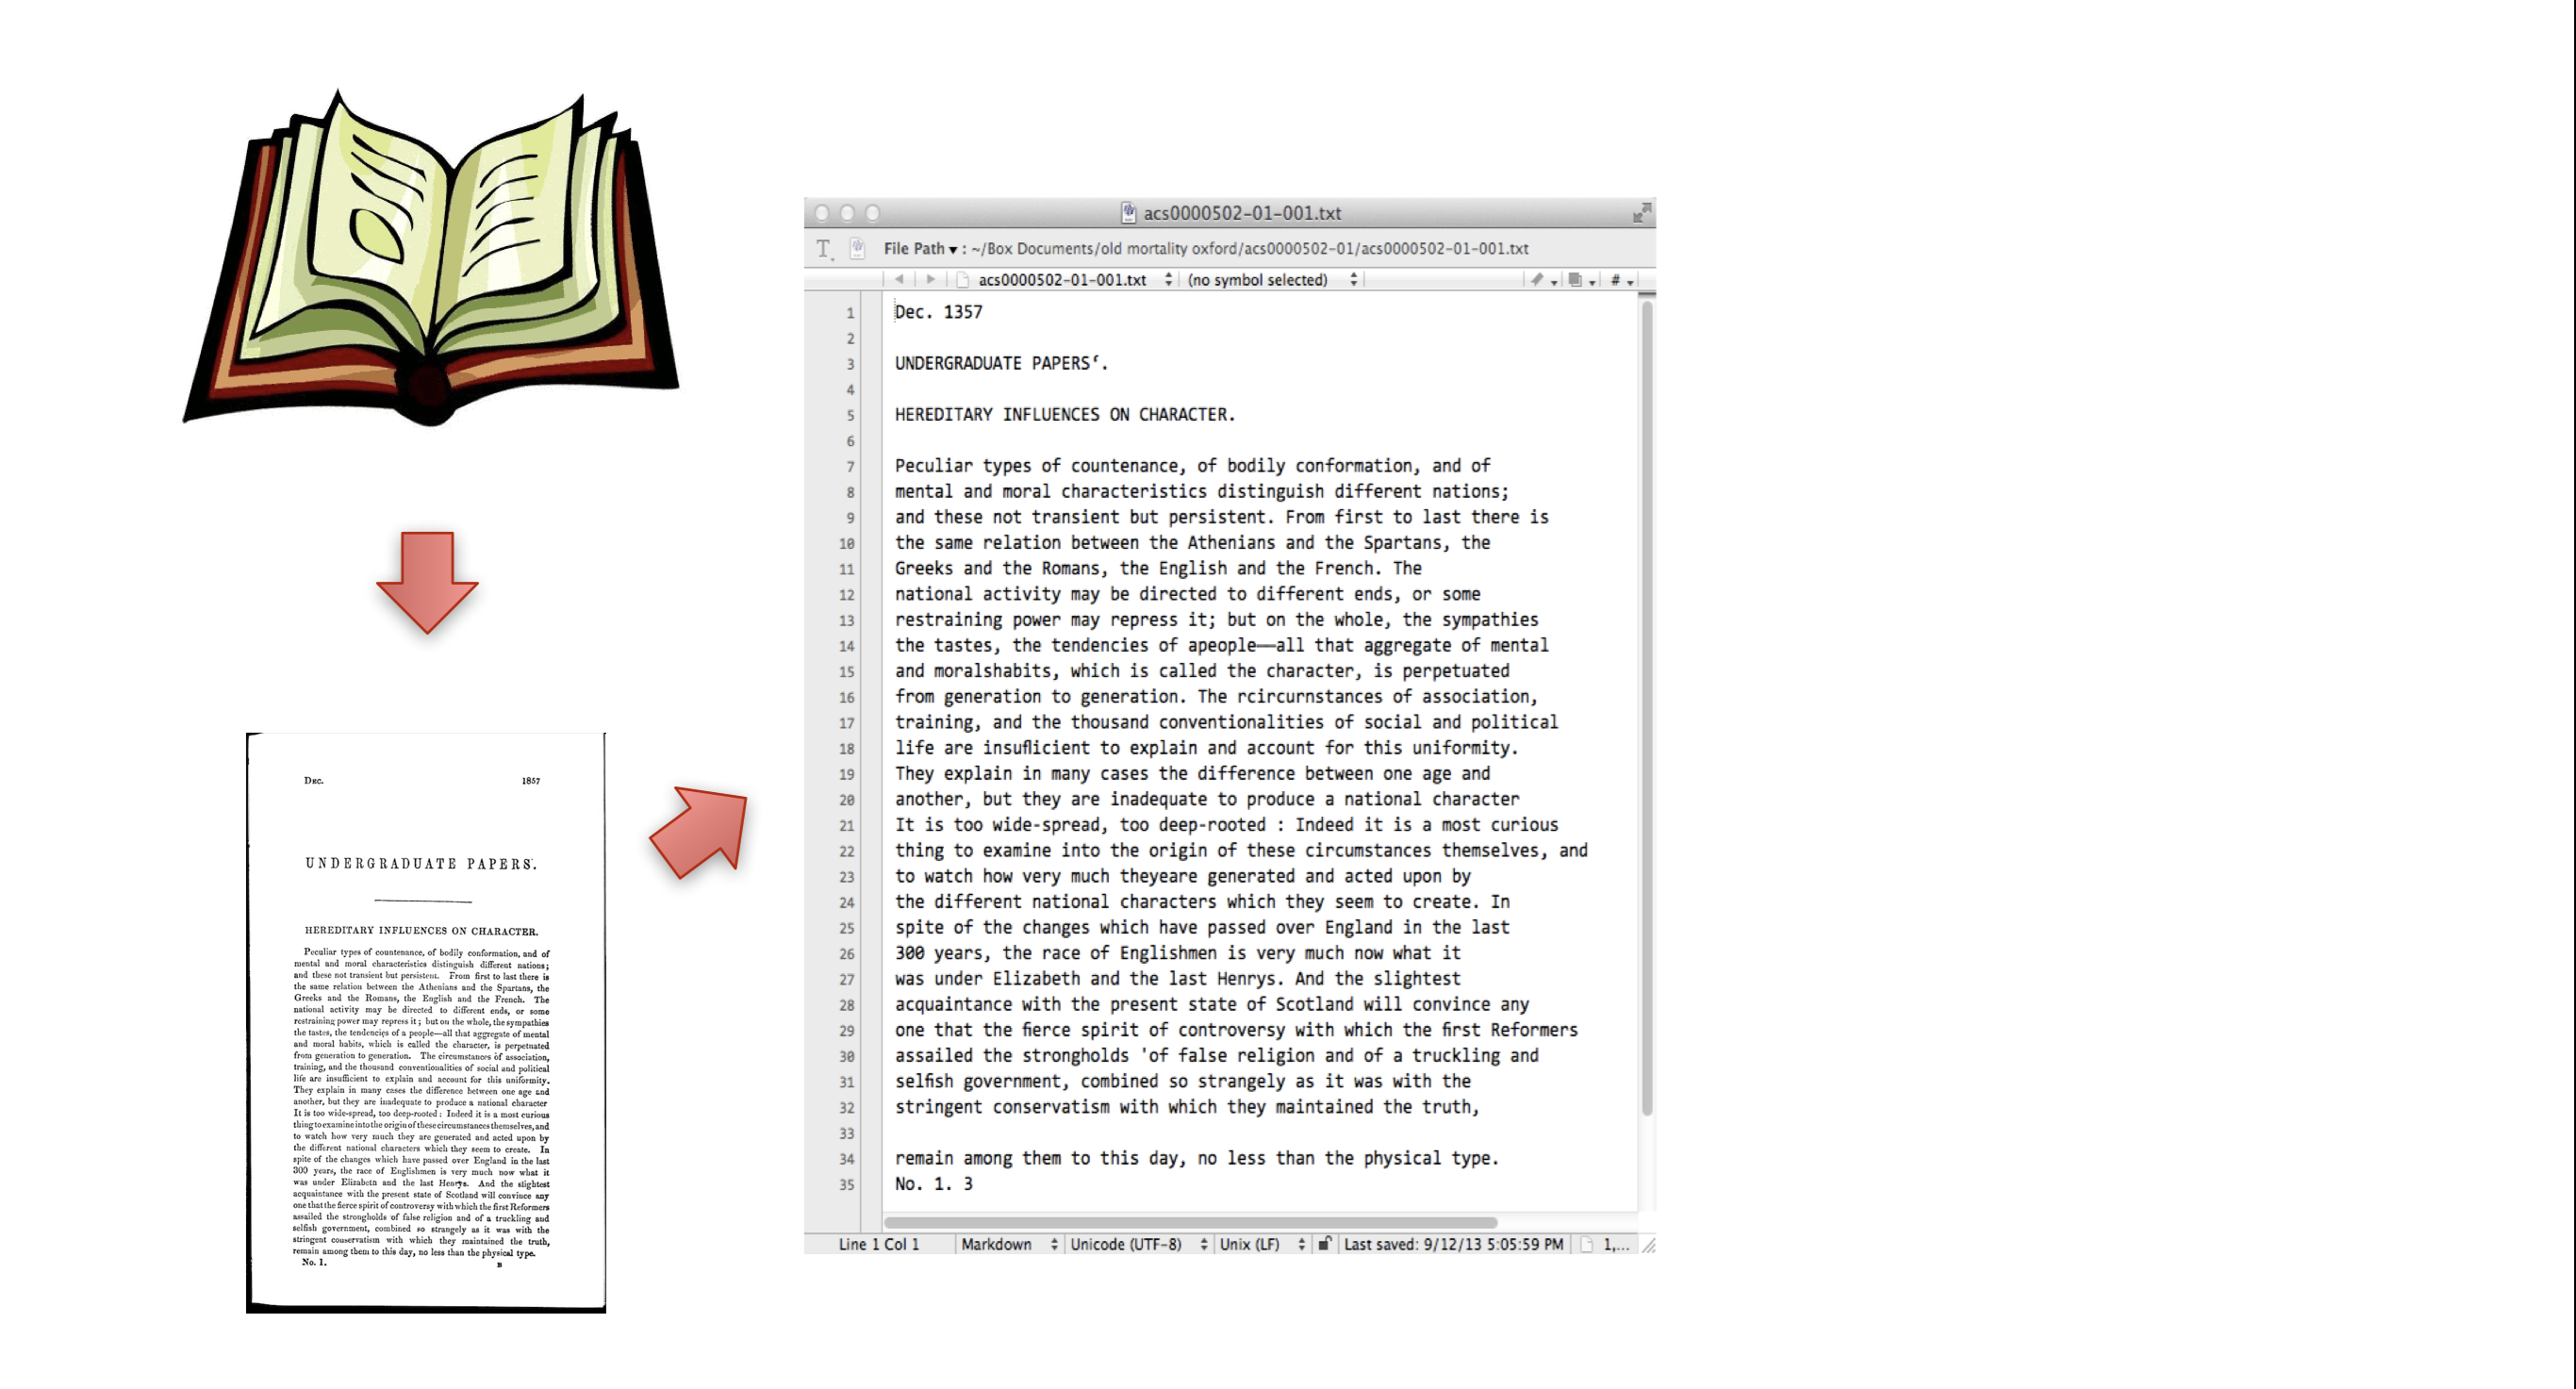 Dec. 1857
UNDERGRADUATE PAPERS.
HEREDITARY INFLUENCES ON CHARACTER.
Peculiar types of countenance, of bodily conformation, and of
mental and moral characteristics distinguish different nations;
and these not transient but persistent. From first to last there is
the same relation between the Athenians and the Spartans, the
Greeks and the Romans, the English and the French. The
national activity may be directed to different ends, or some
restraining power may repress it; but on the whole, the sympathies
the tastes, the tendencies of a people—all that aggregate of mental
and moral habits, which is called the character, is perpetuated
from generation to generation. The circumstances of association,
training, and the thousand conventionalities of social and political
life are insufficient to explain and account for this uniformity.
They explain in many cases the difference between one age and
another, but they are inadequate to produce a national character
It is too wide-spread, too deep-rooted: Indeed it is a most curious
thing to examine into the origin of these circumstances themselves, and
to watch how very much they are generated and acted upon by
the different national characters which they seem to create. In
spite of the changes which have passed over England in the last
300 years, the race of Englishmen is very much now what it
was under Elizabeth and the last Henrys. And the slightest
acquaintance with the present state of Scotland will convince any
one that the fierce spirit of controversy with which the first Reformers
assailed the strongholds of false religion and of a truckling and
selfish government, combined so strangely as it was with the
stringent conservatism with which they maintained the truth,
remain among them to this day, no less than the physical type.
No. 1. B
acs0000502-01-001.txt
File Path ▾ : ~/Box Documents/old mortality oxford/acs0000502-01/acs0000502-01-001.txt
acs0000502-01-001.txt (no symbol selected) #
1 Dec. 1357
2
3 UNDERGRADUATE PAPERS‘.
4
5 HEREDITARY INFLUENCES ON CHARACTER.
6
7 Peculiar types of countenance, of bodily conformation, and of
8 mental and moral characteristics distinguish different nations;
9 and these not transient but persistent. From first to last there is
10 the same relation between the Athenians and the Spartans, the
11 Greeks and the Romans, the English and the French. The
12 national activity may be directed to different ends, or some
13 restraining power may repress it; but on the whole, the sympathies
14 the tastes, the tendencies of apeople—all that aggregate of mental
15 and moralshabits, which is called the character, is perpetuated
16 from generation to generation. The rcircurnstances of association,
17 training, and the thousand conventionalities of social and political
18 life are insuflicient to explain and account for this uniformity.
19 They explain in many cases the difference between one age and
20 another, but they are inadequate to produce a national character
21 It is too wide-spread, too deep-rooted : Indeed it is a most curious
22 thing to examine into the origin of these circumstances themselves, and
23 to watch how very much theyeare generated and acted upon by
24 the different national characters which they seem to create. In
25 spite of the changes which have passed over England in the last
26 300 years, the race of Englishmen is very much now what it
27 was under Elizabeth and the last Henrys. And the slightest
28 acquaintance with the present state of Scotland will convince any
29 one that the fierce spirit of controversy with which the first Reformers
30 assailed the strongholds 'of false religion and of a truckling and
31 selfish government, combined so strangely as it was with the
32 stringent conservatism with which they maintained the truth,
33
34 remain among them to this day, no less than the physical type.
35 No. 1. 3
Line 1 Col 1 Markdown Unicode (UTF-8) Unix (LF) Last saved: 9/12/13 5:05:59 PM 1,...